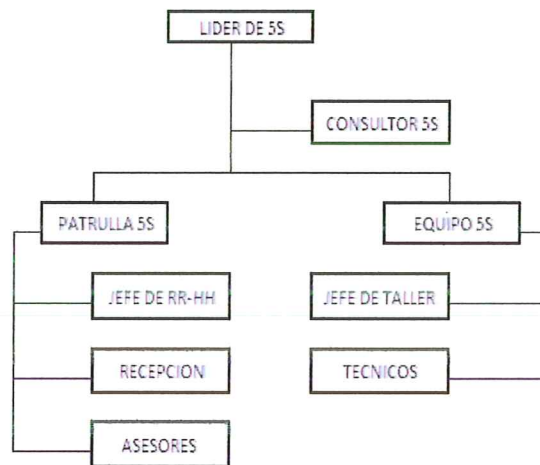 LIDER DE 5S
CONSULTOR 5S
PATRULLA 5S
EQUIPO 5S
JEFE DE RR-HH
JEFE DE TALLER
RECEPCION
TECNICOS
ASESORES